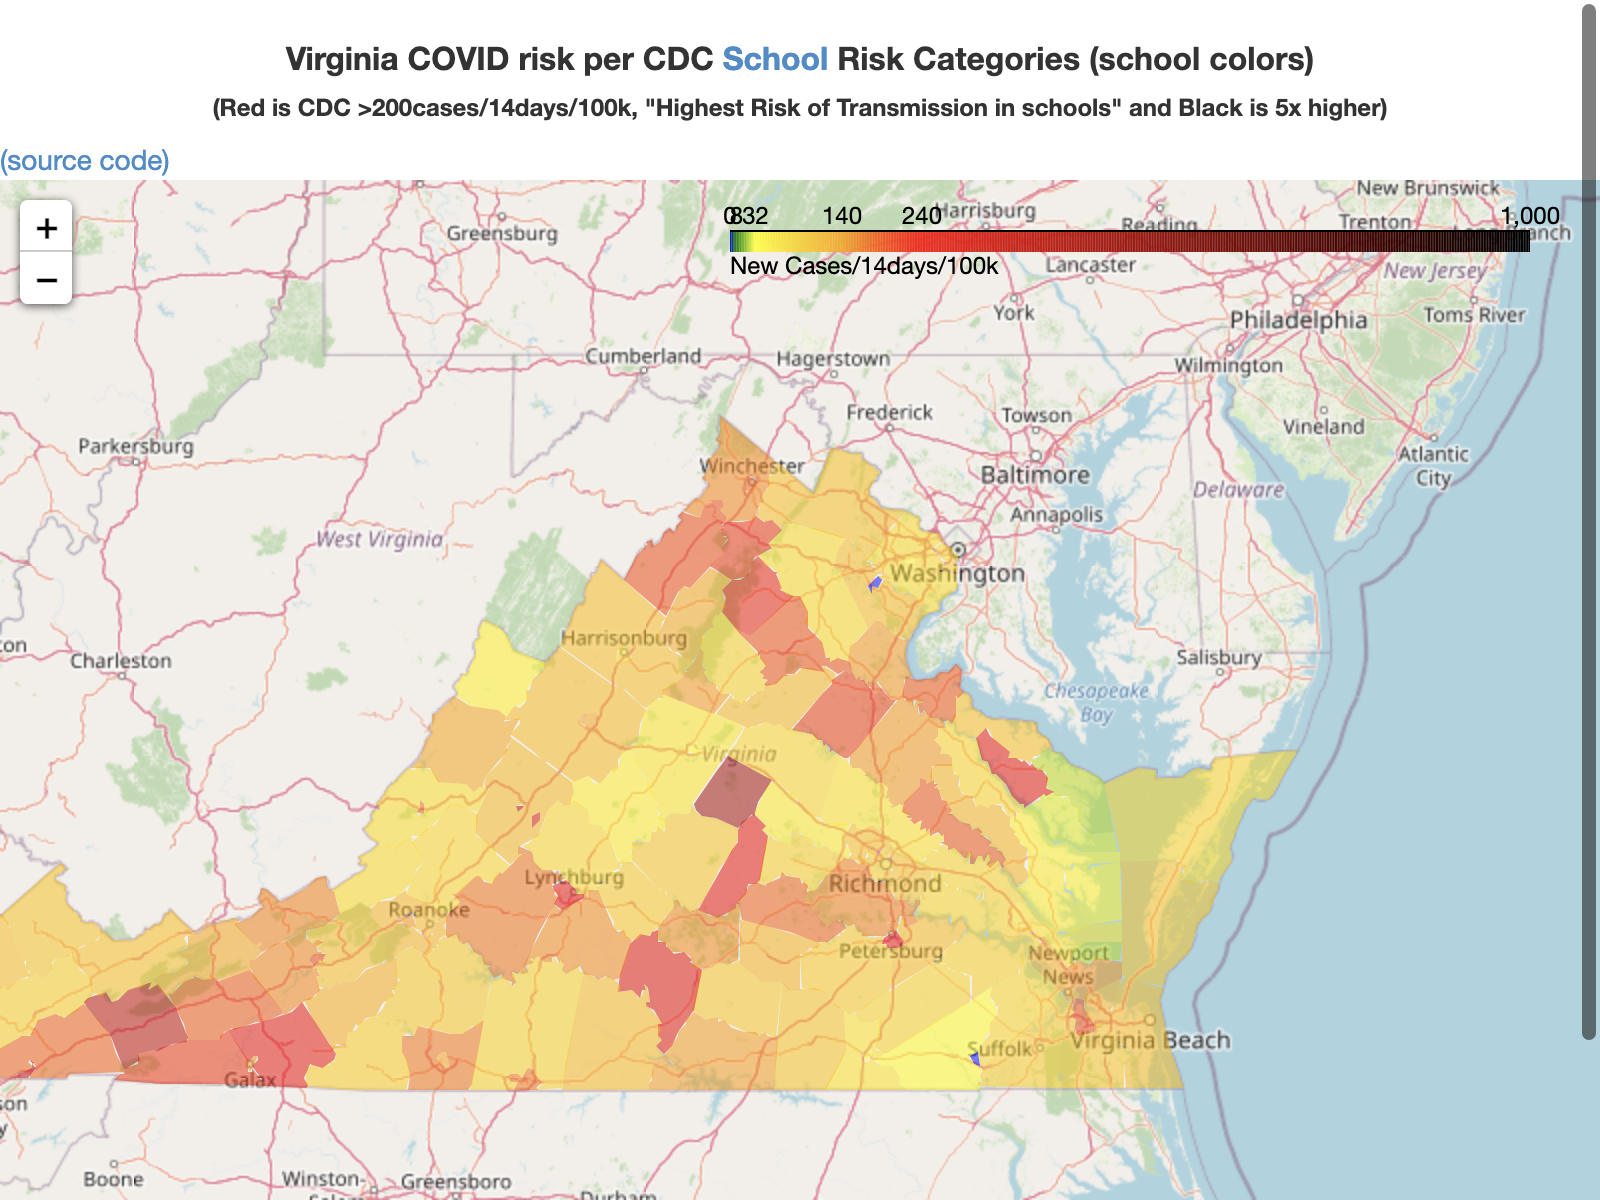 Virginia COVID risk per CDC School Risk Categories (school colors)
(Red is CDC >200cases/14days/100k, "Highest Risk of Transmission in schools" and Black is 5x higher)
(source code)
+
−
0 8 32 140 240 1,000
New Cases/14days/100k
New Brunswick
Harrisburg
Reading
Trenton
Greensburg
Lancaster
New Jersey
York
Philadelphia
Toms River
Cumberland
Hagerstown
Wilmington
Frederick
Towson
Vineland
Parkersburg
Winchester
Baltimore
Atlantic
City
Delaware
Annapolis
West Virginia
Washington
Harrisonburg
Charleston
Salisbury
Chesapeake
Bay
Virginia
Lynchburg
Richmond
Roanoke
Petersburg
Newport
News
Virginia Beach
Suffolk
Galax
Boone
Winston-
Greensboro
Durham